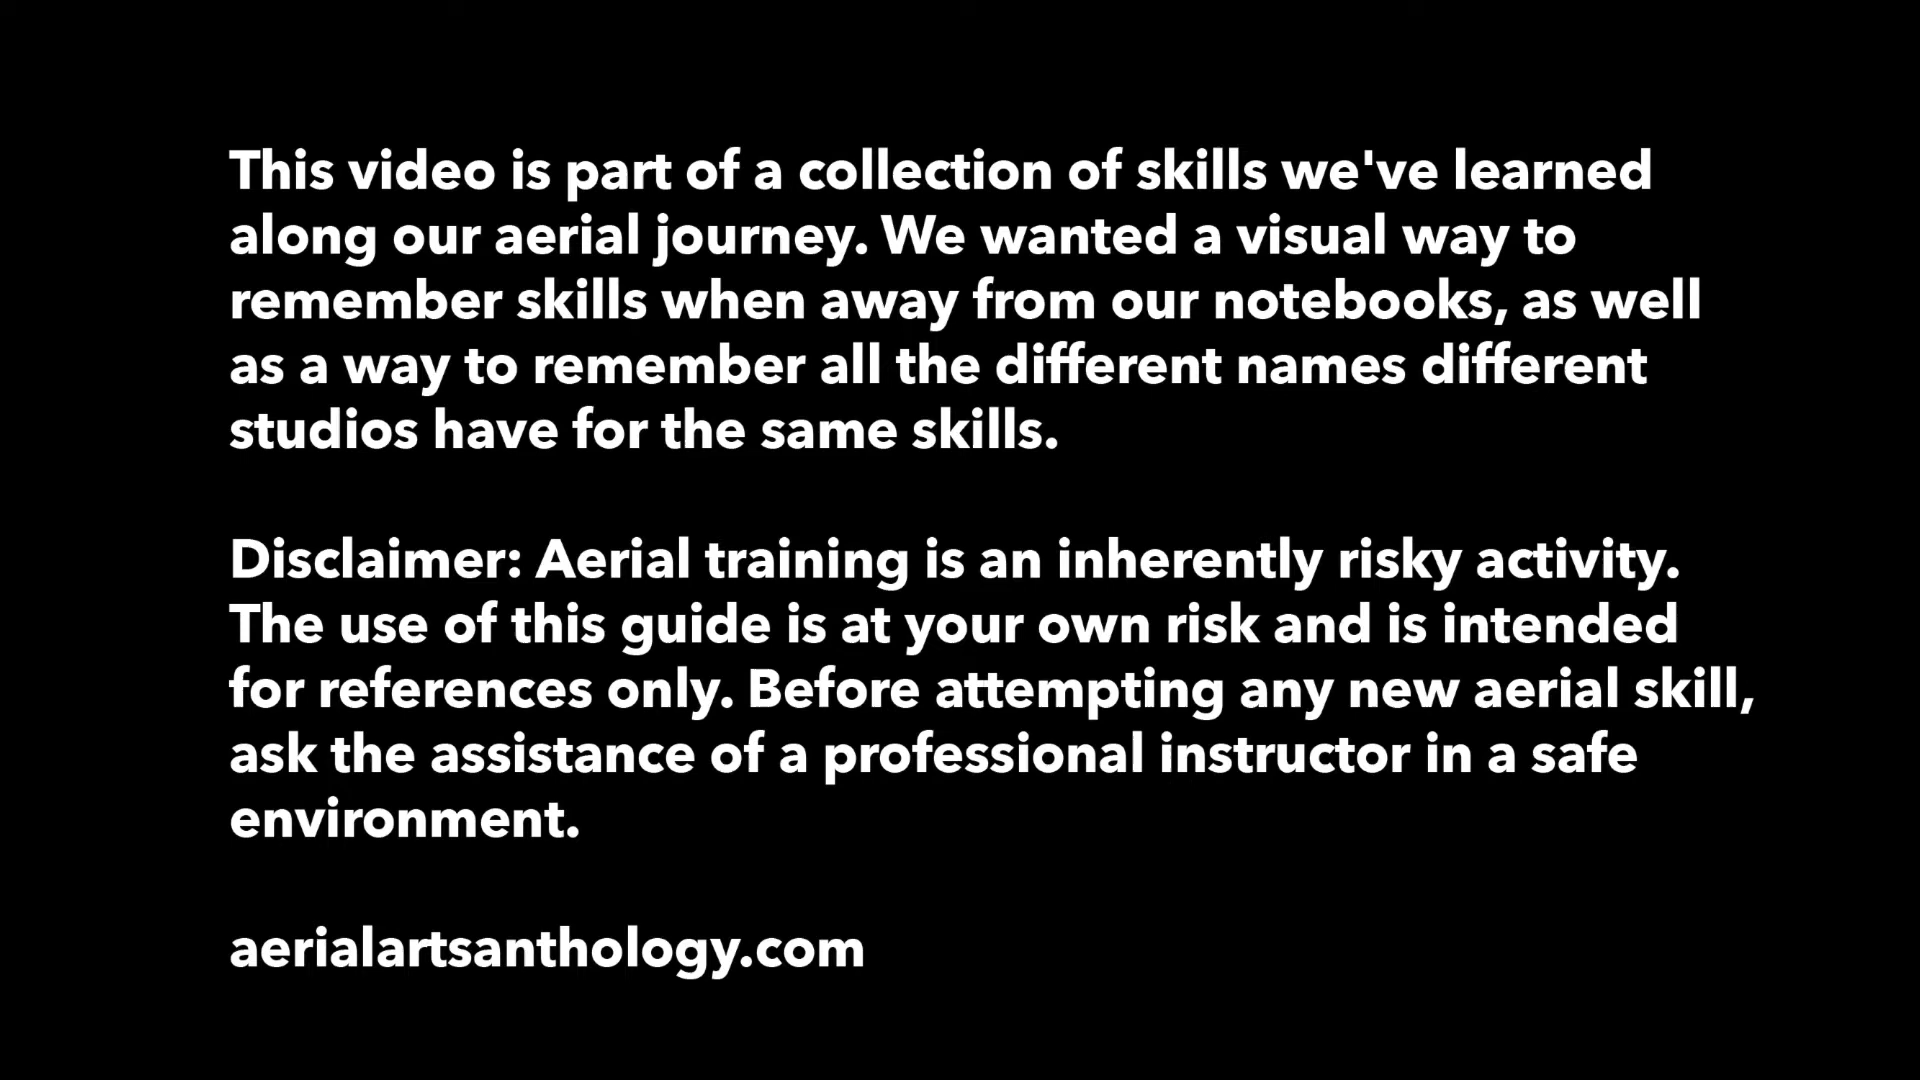 This video is part of a collection of skills we've learned
along our aerial journey. We wanted a visual way to
remember skills when away from our notebooks, as well
as a way to remember all the different names different
studios have for the same skills.
Disclaimer: Aerial training is an inherently risky activity.
The use of this guide is at your own risk and is intended
for references only. Before attempting any new aerial skill,
ask the assistance of a professional instructor in a safe
environment.
aerialartsanthology.com